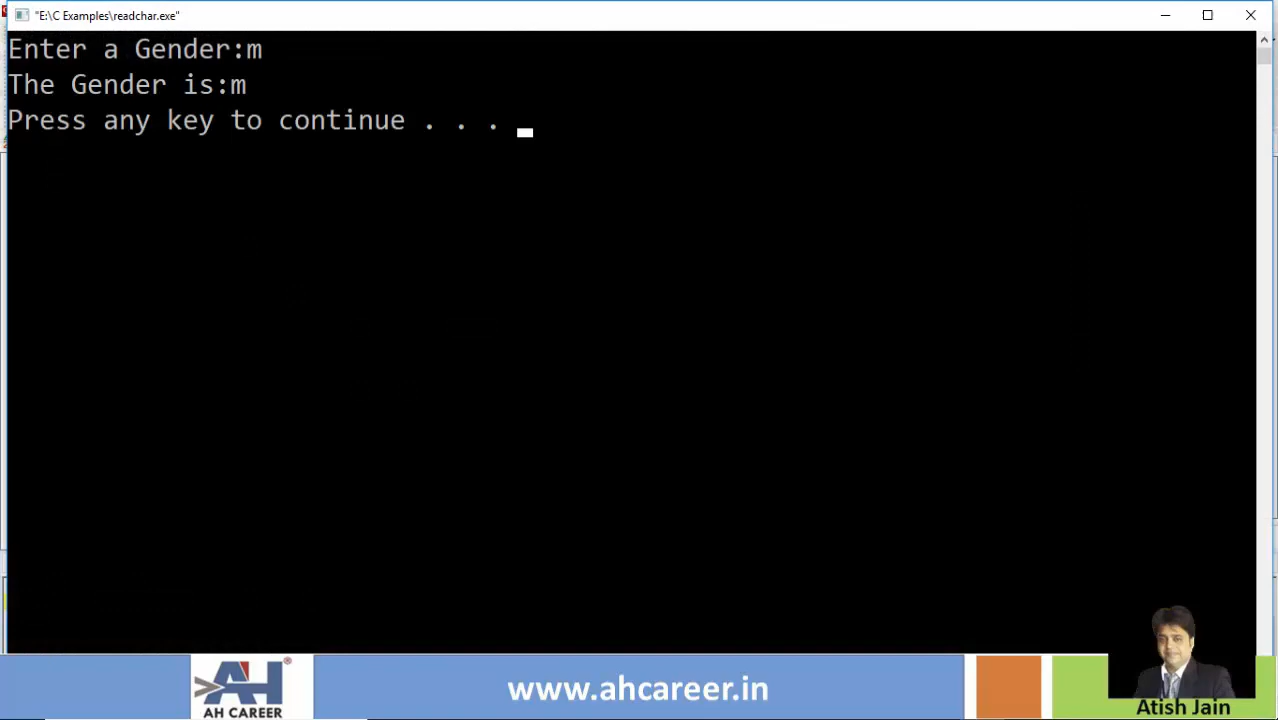 "E:\C Examples\readchar.exe"
Enter a Gender:m
The Gender is:m
Press any key to continue . . .
www.ahcareer.in
AH
®
AH CAREER
Atish Jain